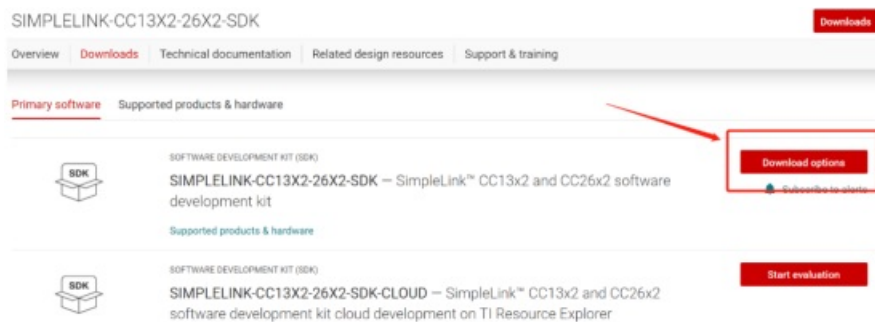 SIMPLELINK-CC13X2-26X2-SDK
Downloads
Overview Downloads Technical documentation Related design resources Support & training
Primary software Supported products & hardware
SDK
SOFTWARE DEVELOPMENT KIT (SDK)
SIMPLELINK-CC13X2-26X2-SDK — SimpleLink™ CC13x2 and CC26x2 software
development kit
Supported products & hardware
Download options
Subscribe to alerts
SDK
SOFTWARE DEVELOPMENT KIT (SDK)
SIMPLELINK-CC13X2-26X2-SDK-CLOUD — SimpleLink™ CC13x2 and CC26x2
software development kit cloud development on TI Resource Explorer
Start evaluation